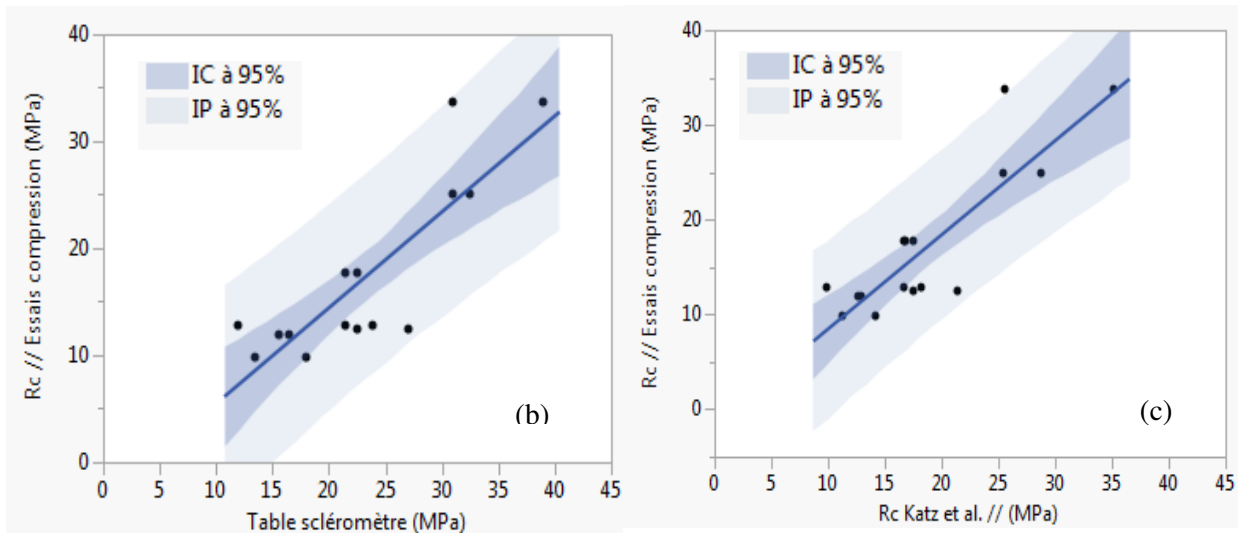 40
30
20
10
0
Rc // Essais compression (MPa)
IC à 95%
IP à 95%
(b)
0 5 10 15 20 25 30 35 40 45
Table scléromètre (MPa)
40
30
20
10
0
Rc // Essais compression (MPa)
IC à 95%
IP à 95%
(c)
0 5 10 15 20 25 30 35 40 45
Rc Katz et al. // (MPa)